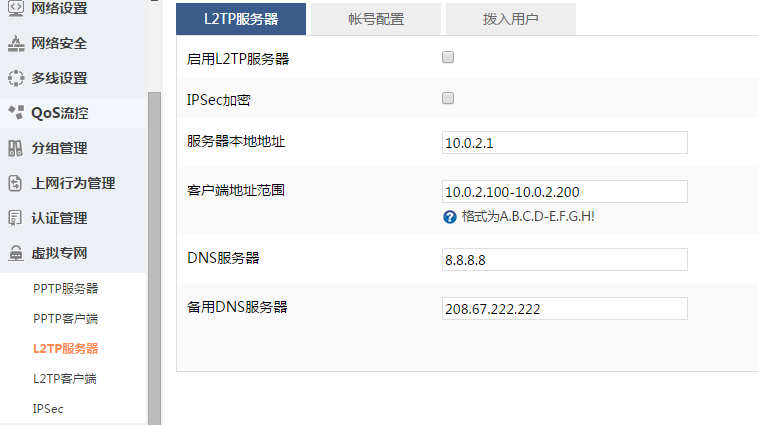 网络设置
网络安全
多线设置
QoS流控
分组管理
上网行为管理
认证管理
虚拟专网
PPTP服务器
PPTP客户端
L2TP服务器
L2TP客户端
IPSec
L2TP服务器 帐号配置 拨入用户
启用L2TP服务器
IPSec加密
服务器本地地址 10.0.2.1
客户端地址范围 10.0.2.100-10.0.2.200
格式为A.B.C.D-E.F.G.H!
DNS服务器 8.8.8.8
备用DNS服务器 208.67.222.222